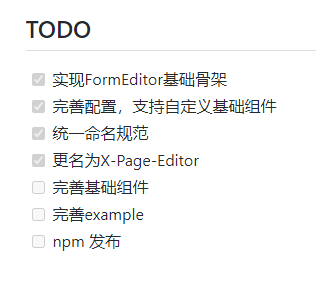 TODO
实现FormEditor基础骨架
完善配置，支持自定义基础组件
统一命名规范
更名为X-Page-Editor
完善基础组件
完善example
npm 发布